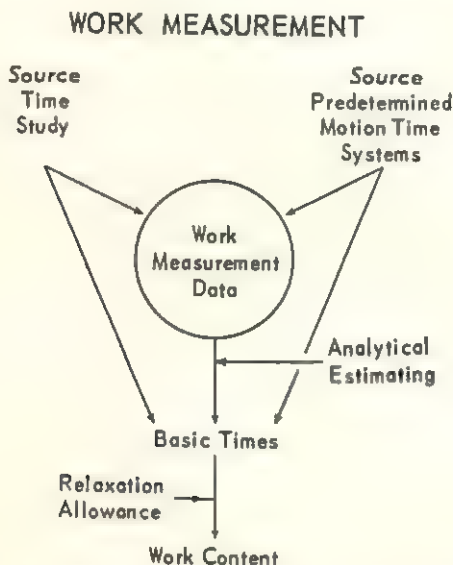 WORK MEASUREMENT
Source
Time
Study
Source
Predetermined
Motion Time
Systems
Work
Measurement
Data
Analytical
Estimating
Basic Times
Relaxation
Allowance
Work Content